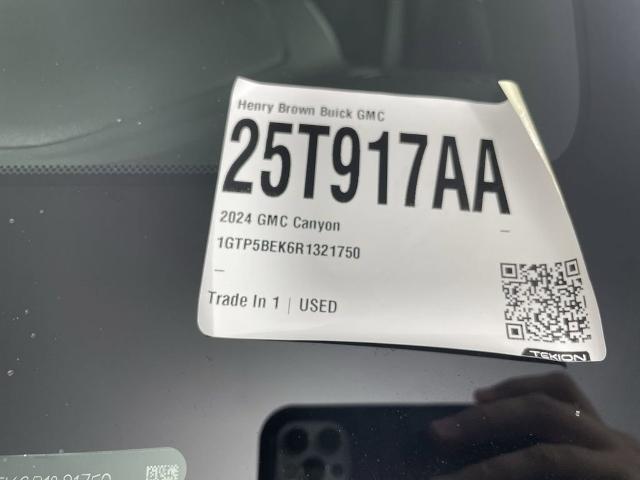 Henry Brown Buick GMC
25T917AA
2024 GMC Canyon
1GTP5BEK6R1321750
Trade In 1 | USED
TEKION